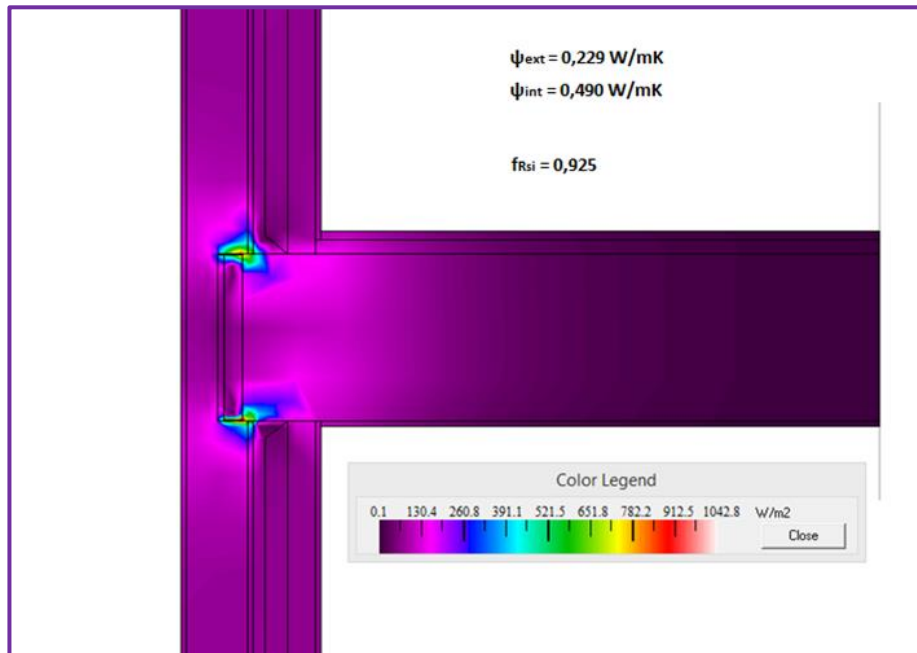 ψext = 0,229 W/mK
ψint = 0,490 W/mK
fRsi = 0,925
Color Legend
0.1 130.4 260.8 391.1 521.5 651.8 782.2 912.5 1042.8 W/m2
Close